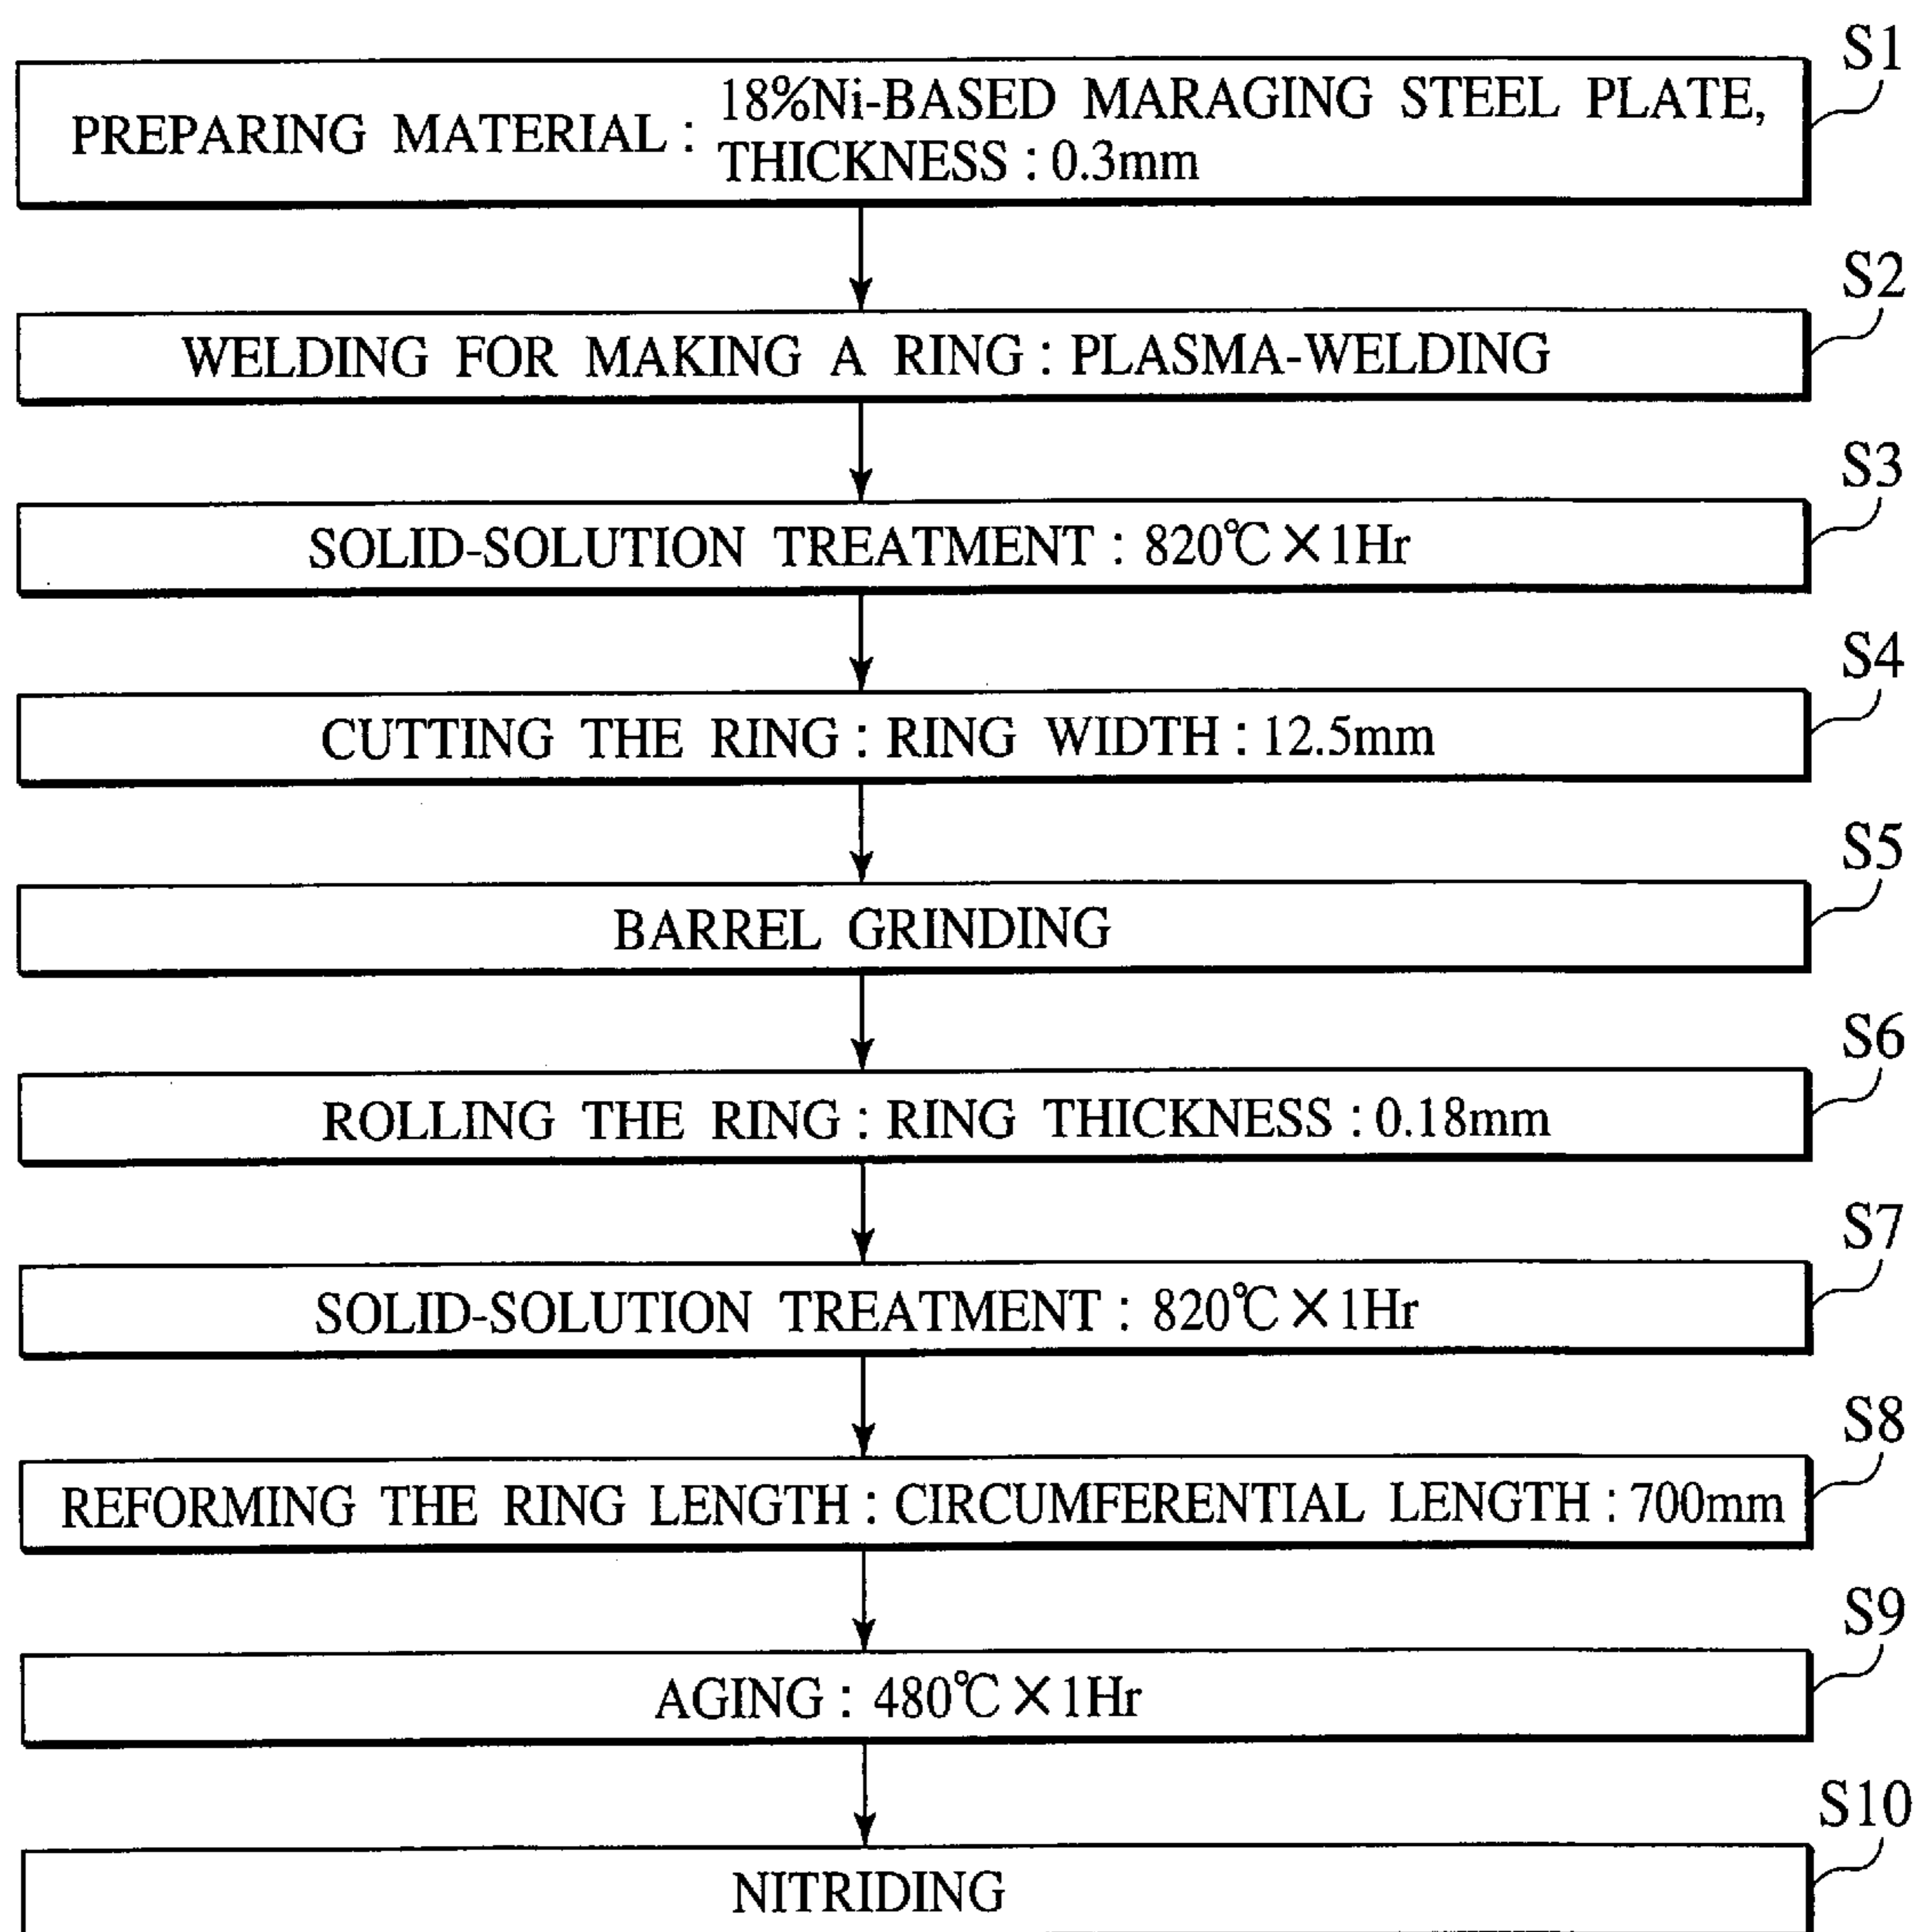 S1
PREPARING MATERIAL : 18%Ni-BASED MARAGING STEEL PLATE,
THICKNESS : 0.3mm
S2
WELDING FOR MAKING A RING : PLASMA-WELDING
S3
SOLID-SOLUTION TREATMENT : 820℃ × 1Hr
S4
CUTTING THE RING : RING WIDTH : 12.5mm
S5
BARREL GRINDING
S6
ROLLING THE RING : RING THICKNESS : 0.18mm
S7
SOLID-SOLUTION TREATMENT : 820℃ × 1Hr
S8
REFORMING THE RING LENGTH : CIRCUMFERENTIAL LENGTH : 700mm
S9
AGING : 480℃ × 1Hr
S10
NITRIDING